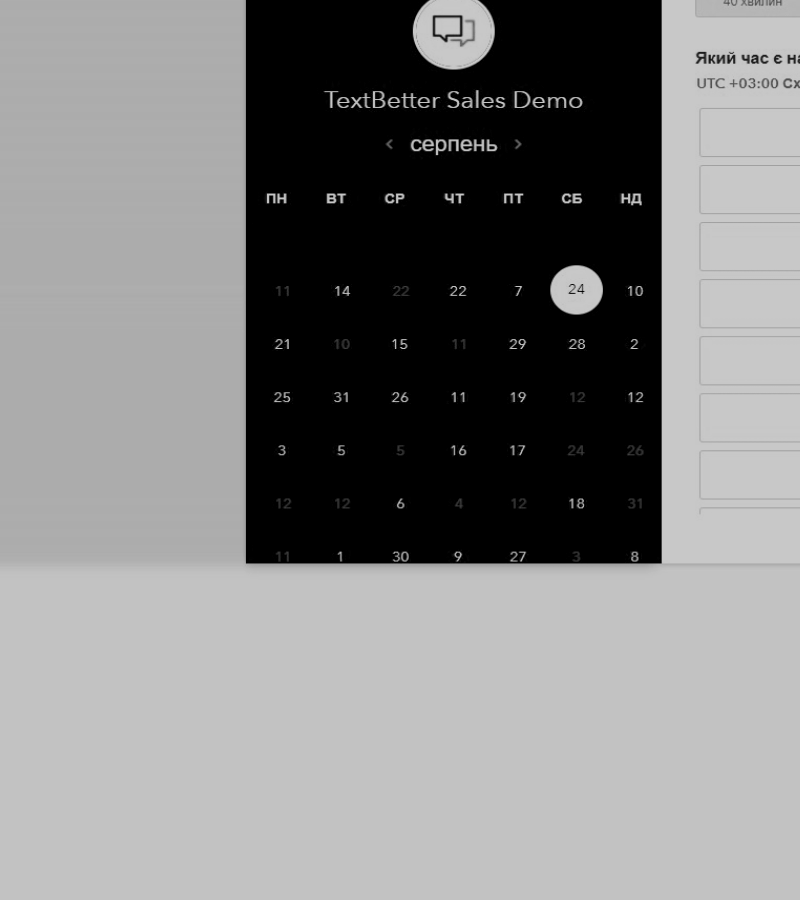 40 хвилин
TextBetter Sales Demo
серпень
Який час є на
UTC +03:00 Сх
ПН ВТ СР ЧТ ПТ СБ НД
11 14 22 22 7 24 10
21 10 15 11 29 28 2
25 31 26 11 19 12 12
3 5 5 16 17 24 26
12 12 6 4 12 18 31
11 1 30 9 27 3 8